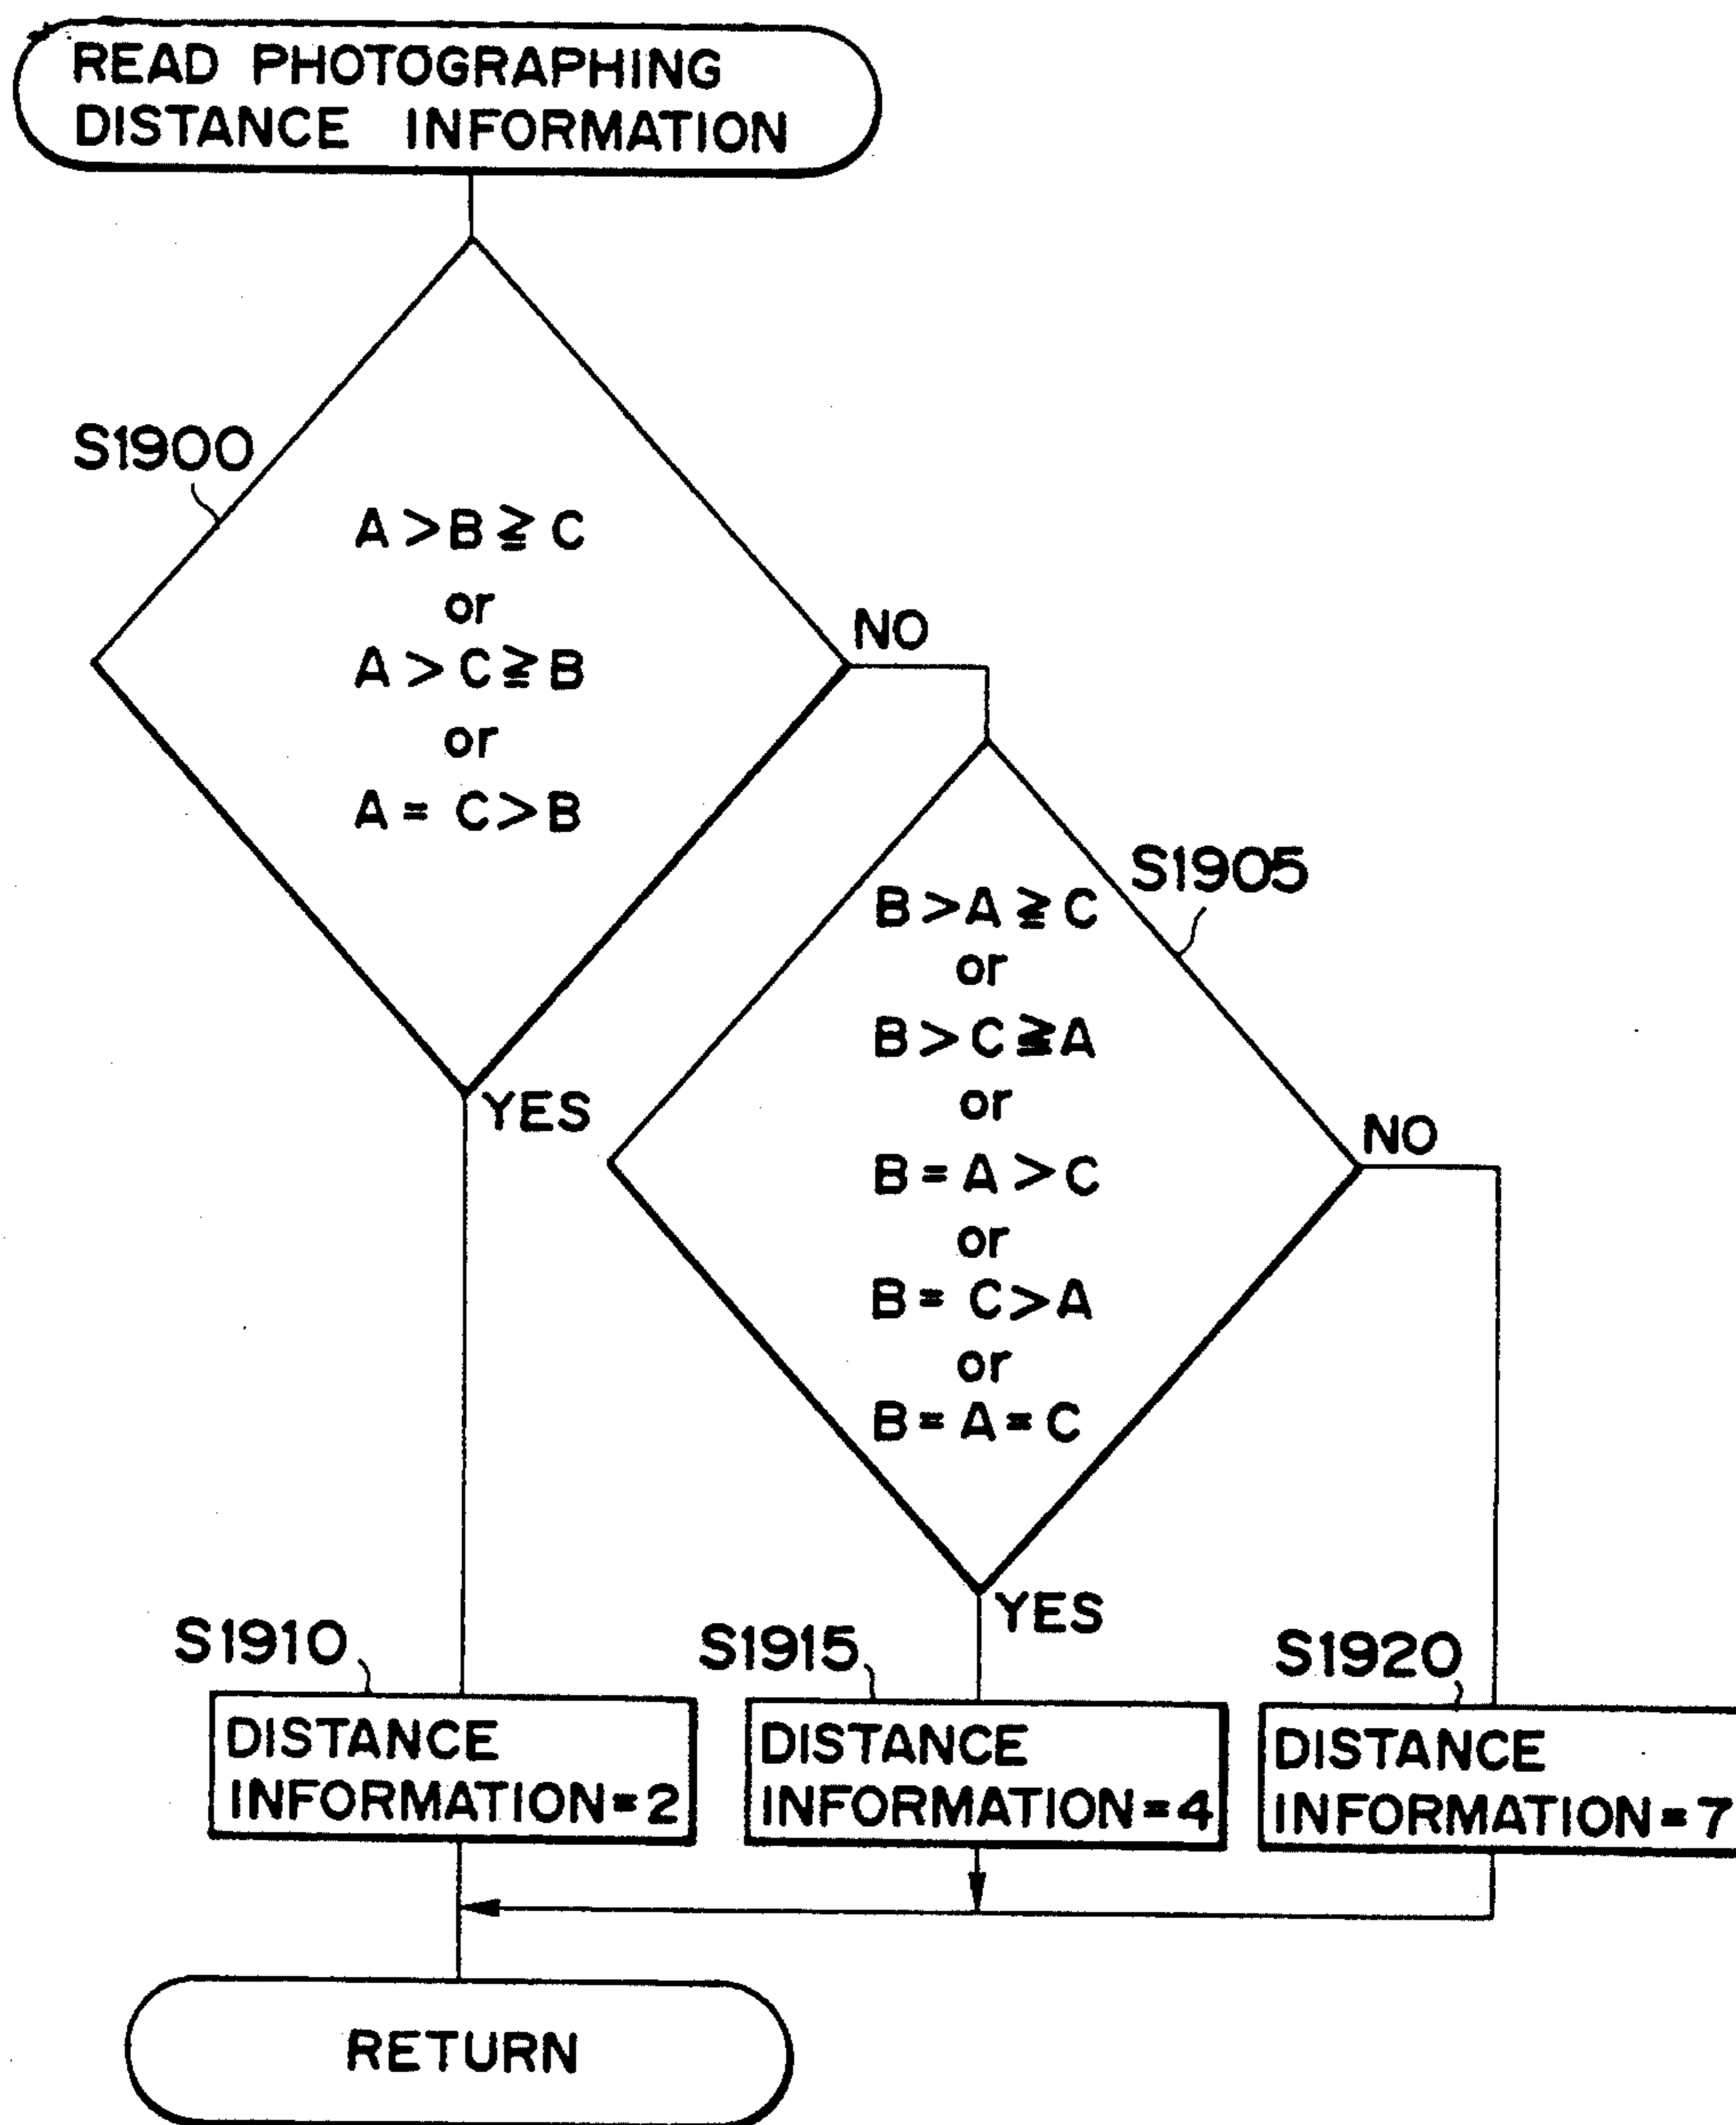 READ PHOTOGRAPHING
DISTANCE INFORMATION
S1900
A > B ≧ C
or
A > C ≧ B
or
A = C > B
NO
YES
S1905
B > A ≧ C
or
B > C ≧ A
or
B = A > C
or
B = C > A
or
B = A = C
NO
YES
S1910
DISTANCE
INFORMATION=2
S1915
DISTANCE
INFORMATION=4
S1920
DISTANCE
INFORMATION=7
RETURN